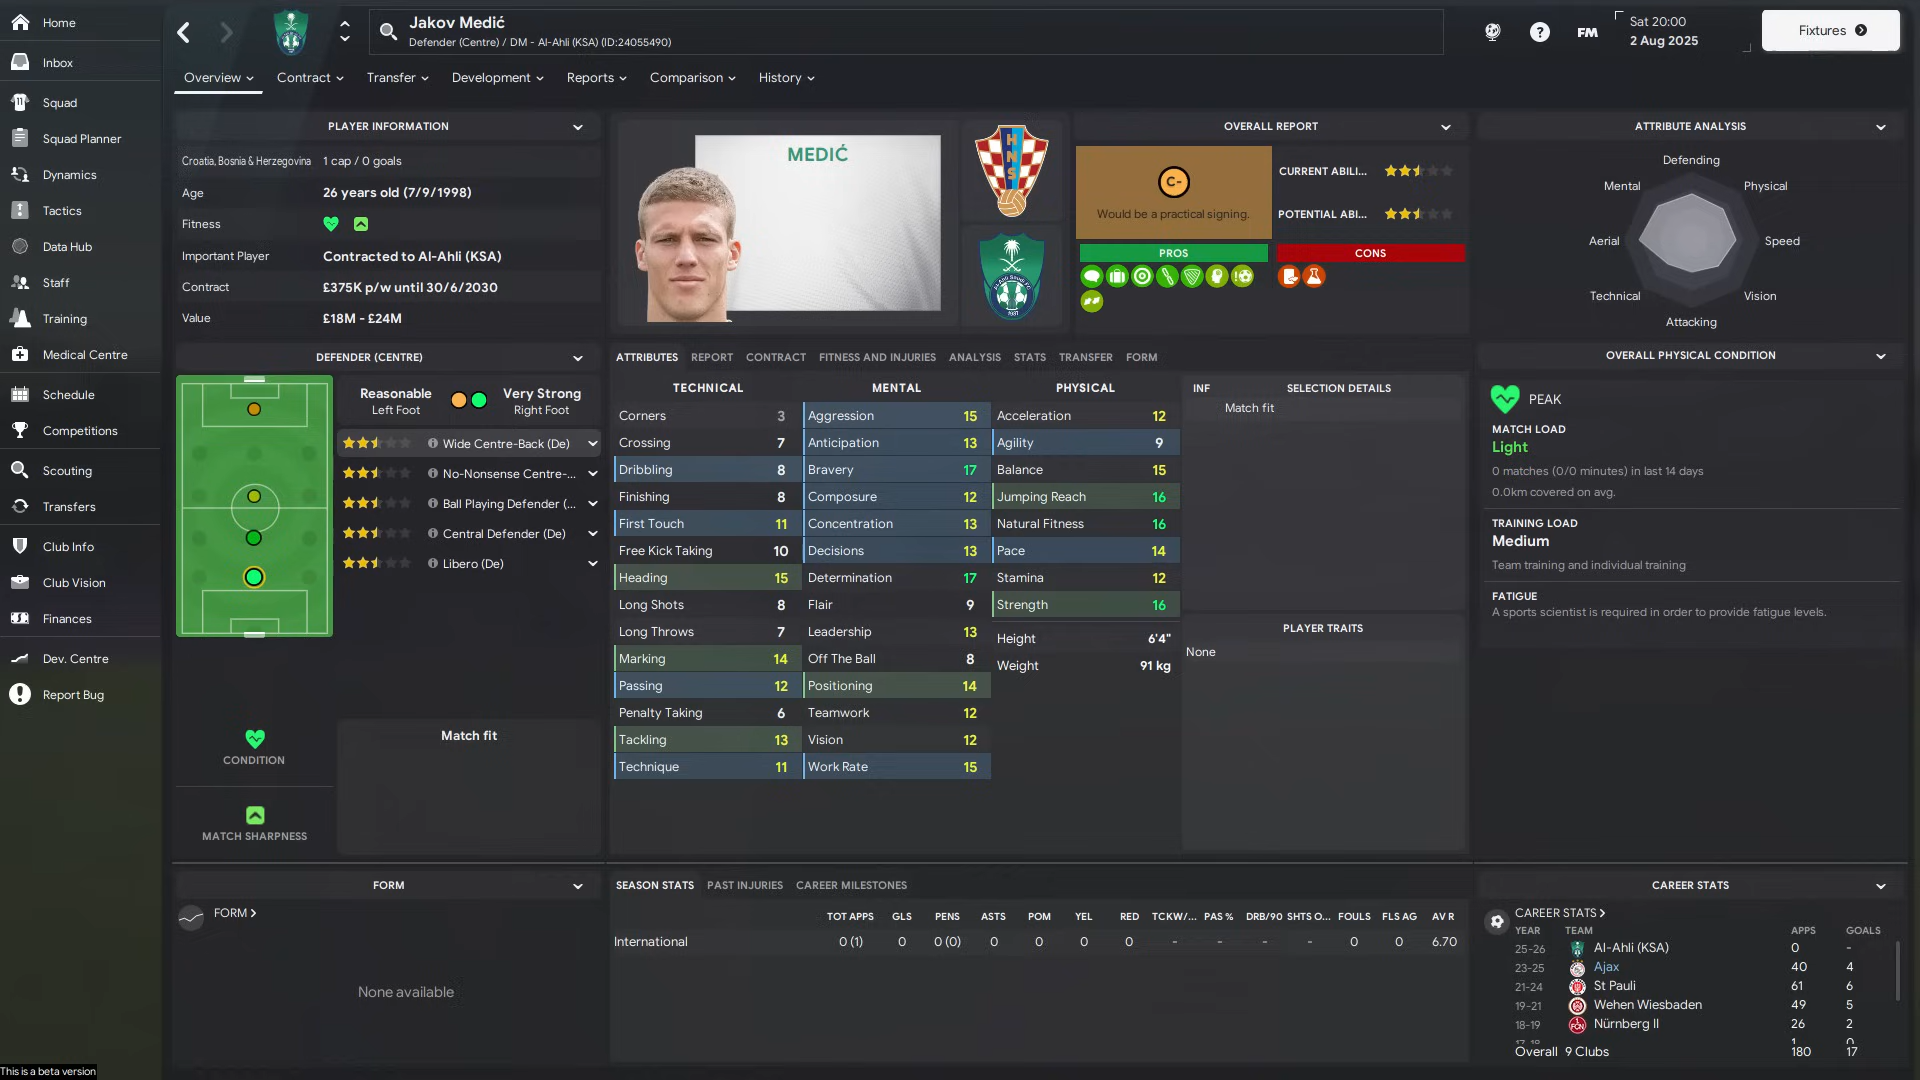 Home
Inbox
Squad
Squad Planner
Dynamics
Tactics
Data Hub
Staff
Training
Medical Centre
Schedule
Competitions
Scouting
Transfers
Club Info
Club Vision
Finances
Dev. Centre
Report Bug
This is a beta version
Jakov Medić
Defender (Centre) / DM - Al-Ahli (KSA) (ID:24055490)
FM
Sat 20:00
2 Aug 2025
Fixtures
Overview
Contract
Transfer
Development
Reports
Comparison
History
PLAYER INFORMATION
Croatia, Bosnia & Herzegovina 1 cap / 0 goals
Age 26 years old (7/9/1998)
Fitness
Important Player Contracted to Al-Ahli (KSA)
Contract £375K p/w until 30/6/2030
Value £18M - £24M
MEDIĆ
OVERALL REPORT
C-
Would be a practical signing.
CURRENT ABILI...
POTENTIAL ABI...
PROS
CONS
ATTRIBUTE ANALYSIS
Defending
Mental
Physical
Aerial
Speed
Technical
Vision
Attacking
DEFENDER (CENTRE)
Reasonable
Left Foot
Very Strong
Right Foot
Wide Centre-Back (De)
No-Nonsense Centre-...
Ball Playing Defender (...
Central Defender (De)
Libero (De)
CONDITION
MATCH SHARPNESS
Match fit
ATTRIBUTES REPORT CONTRACT FITNESS AND INJURIES ANALYSIS STATS TRANSFER FORM
TECHNICAL
Corners 3
Crossing 7
Dribbling 8
Finishing 8
First Touch 11
Free Kick Taking 10
Heading 15
Long Shots 8
Long Throws 7
Marking 14
Passing 12
Penalty Taking 6
Tackling 13
Technique 11
MENTAL
Aggression 15
Anticipation 13
Bravery 17
Composure 12
Concentration 13
Decisions 13
Determination 17
Flair 9
Leadership 13
Off The Ball 8
Positioning 14
Teamwork 12
Vision 12
Work Rate 15
PHYSICAL
Acceleration 12
Agility 9
Balance 15
Jumping Reach 16
Natural Fitness 16
Pace 14
Stamina 12
Strength 16
Height 6'4"
Weight 91 kg
INF SELECTION DETAILS
Match fit
PLAYER TRAITS
None
OVERALL PHYSICAL CONDITION
PEAK
MATCH LOAD
Light
0 matches (0/0 minutes) in last 14 days
0.0km covered on avg.
TRAINING LOAD
Medium
Team training and individual training
FATIGUE
A sports scientist is required in order to provide fatigue levels.
FORM
FORM >
None available
SEASON STATS PAST INJURIES CAREER MILESTONES
TOT APPS GLS PENS ASTS POM YEL RED TCKW/... PAS % DRB/90 SHTS O... FOULS FLS AG AV R
International 0 (1) 0 0 (0) 0 0 0 0 - - - - 0 0 6.70
CAREER STATS
CAREER STATS >
YEAR TEAM APPS GOALS
25-26 Al-Ahli (KSA) 0 -
23-25 Ajax 40 4
21-24 St Pauli 61 6
19-21 Wehen Wiesbaden 49 5
18-19 Nürnberg II 26 2
Overall 9 Clubs 180 17